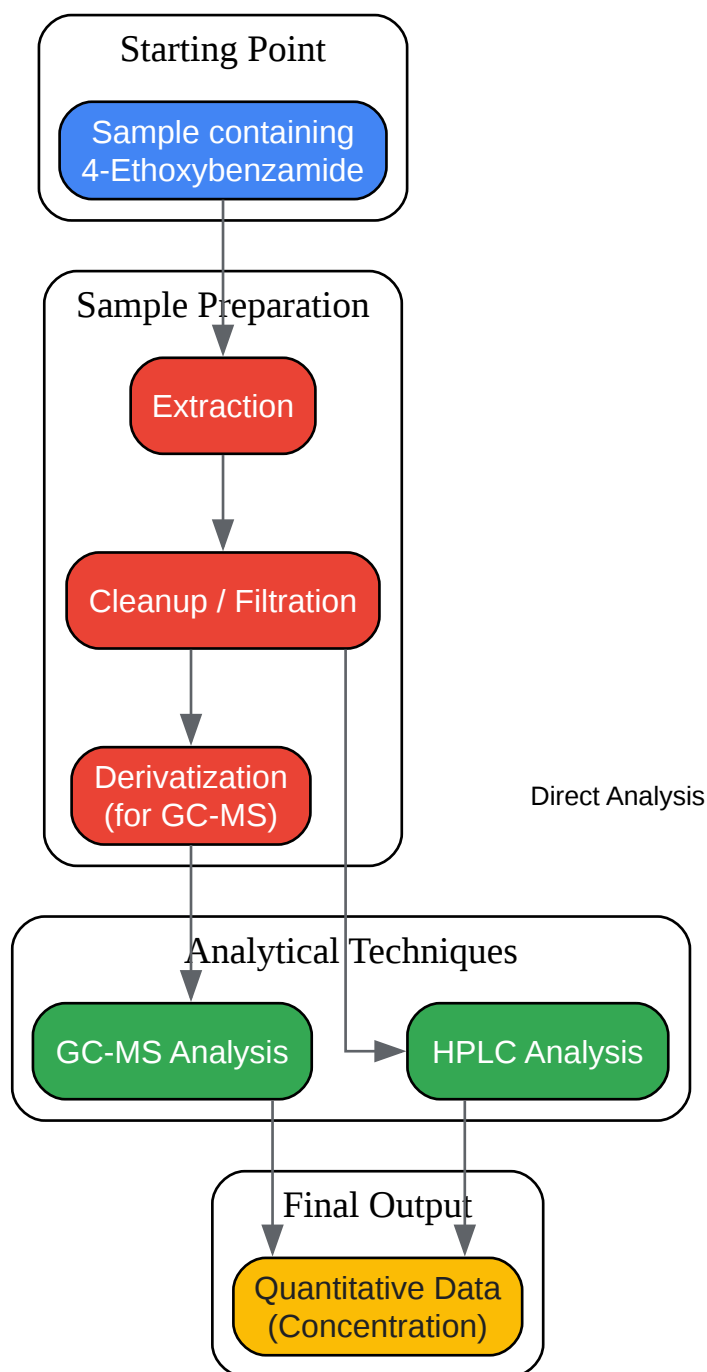 Starting Point
Sample containing
4-Ethoxybenzamide
Sample Preparation
Extraction
Cleanup / Filtration
Derivatization
(for GC-MS)
Direct Analysis
Analytical Techniques
GC-MS Analysis
HPLC Analysis
Final Output
Quantitative Data
(Concentration)